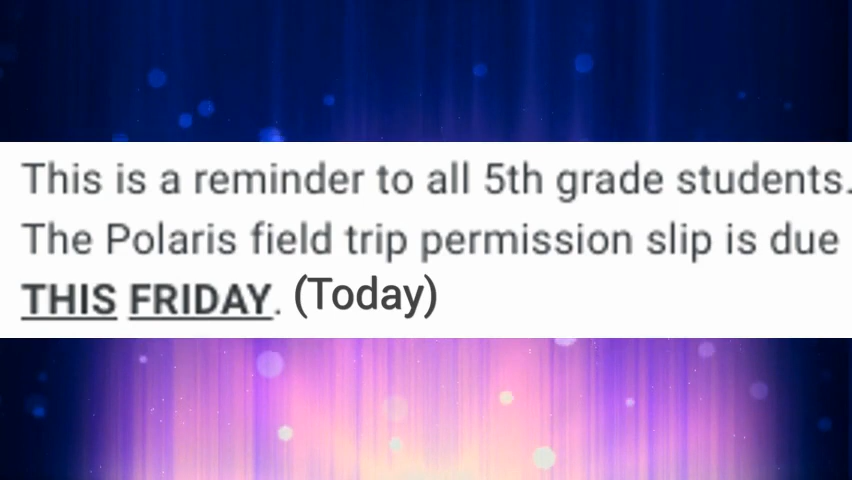 This is a reminder to all 5th grade students.
The Polaris field trip permission slip is due
THIS FRIDAY. (Today)